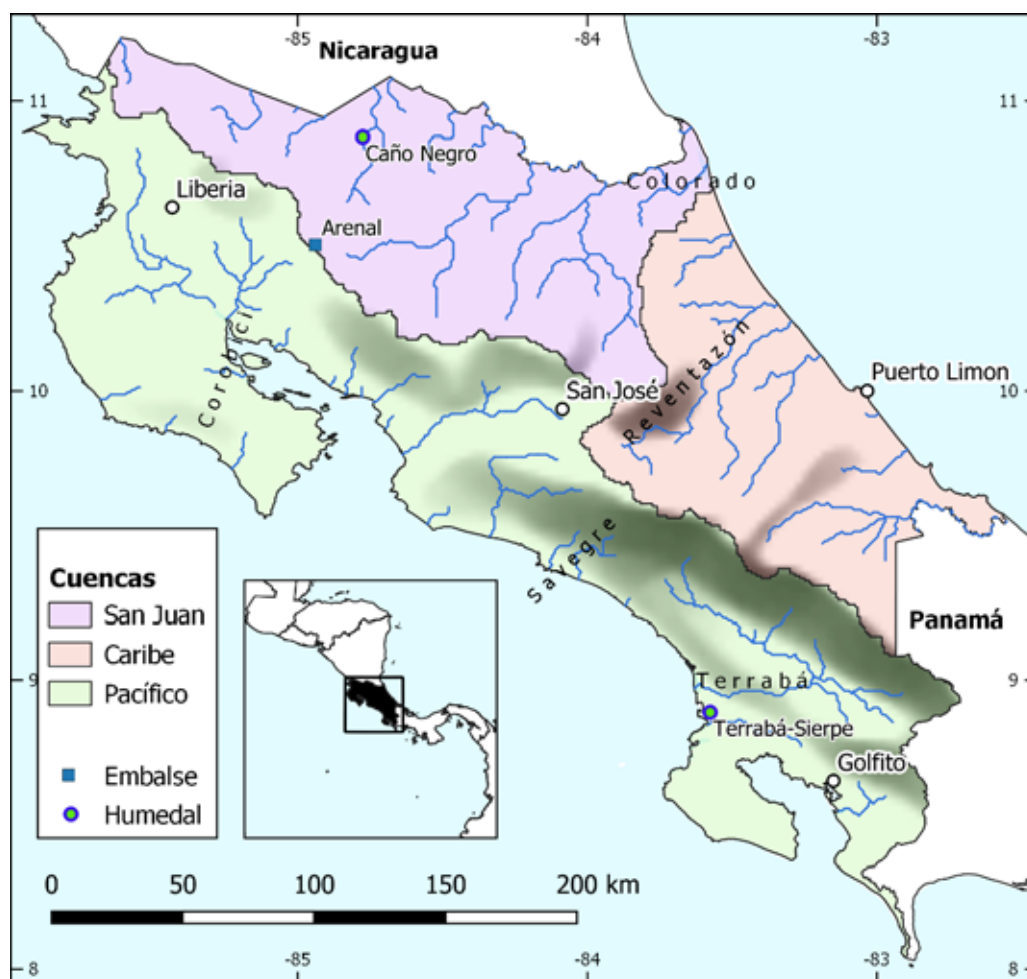 -85
-84
-83
Nicaragua
11
11
Caño Negro
Colorado
Liberia
Arenal
Corobicí
Reventazón
Puerto Limon
10
San José
10
Savegre
Cuencas
San Juan
Caribe
Pacífico
Embalse
Humedal
Panamá
9
Terrabá
9
Terrabá-Sierpe
Golfito
0 50 100 150 200 km
8
-85
-84
-83
8